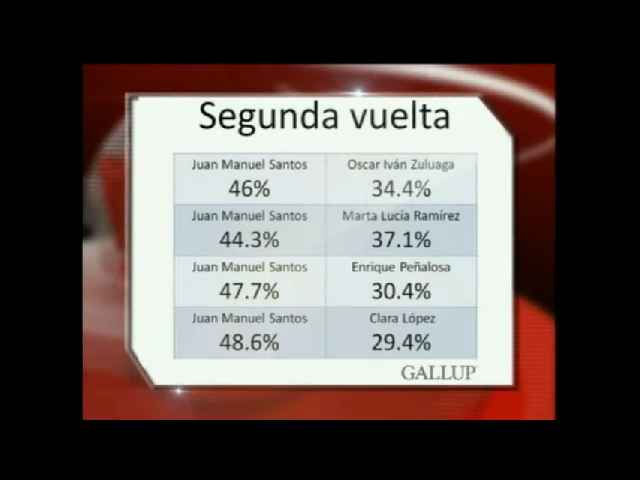 Segunda vuelta
Juan Manuel Santos Oscar Iván Zuluaga
46% 34.4%
Juan Manuel Santos Marta Lucía Ramírez
44.3% 37.1%
Juan Manuel Santos Enrique Peñalosa
47.7% 30.4%
Juan Manuel Santos Clara López
48.6% 29.4%
GALLUP